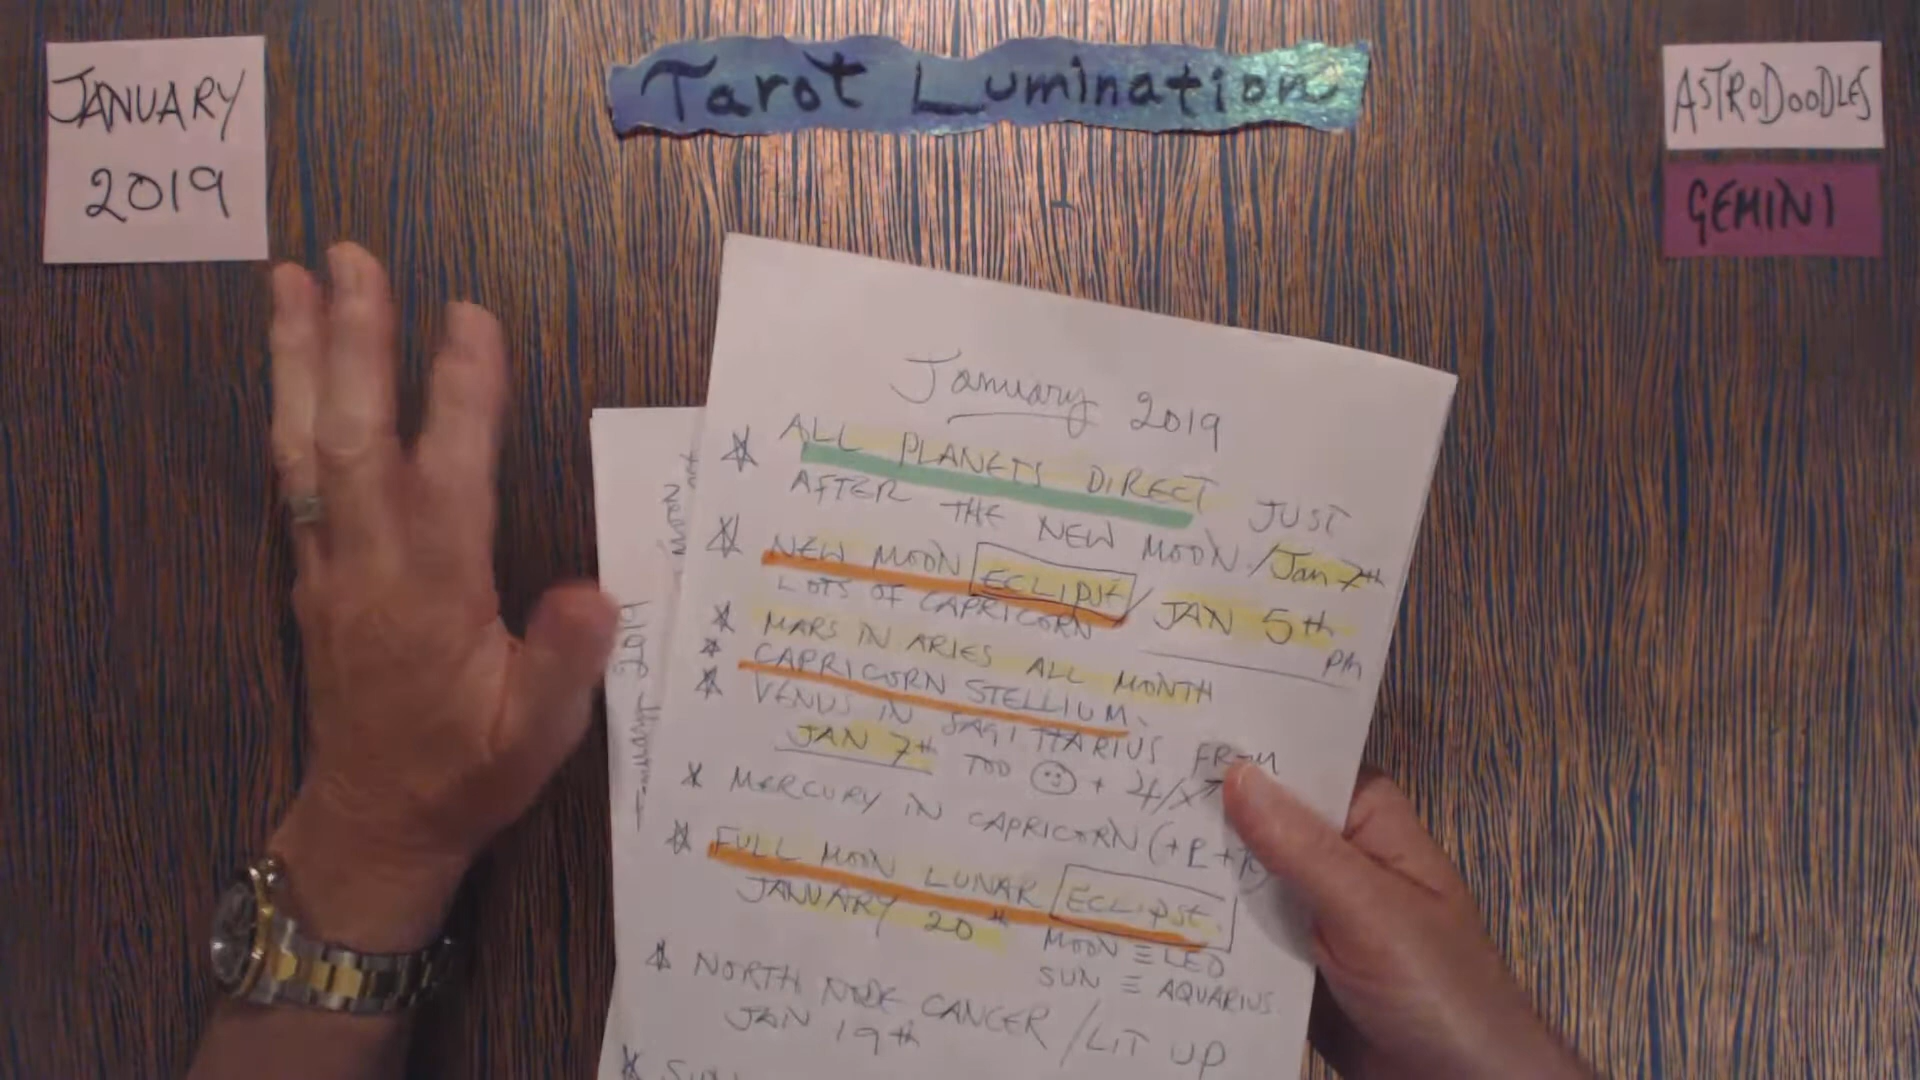 JANUARY
2019
Tarot Lumination
ASTRODOODLES
GEMINI
January 2019
ALL PLANETS DIRECT JUST
AFTER THE NEW MOON / Jan 7th
NEW MOON ECLIPSE / JAN 5th
LOTS OF CAPRICORN
pm
MARS IN ARIES ALL MONTH
CAPRICORN STELLIUM.
VENUS IN SAGITTARIUS FROM
JAN 7th TOO ☺ +
MERCURY IN CAPRICORN (+
FULL MOON LUNAR ECLIPSE.
JANUARY 20th MOON ≡ LEO
SUN ≡ AQUARIUS.
NORTH NODE CANCER / LIT UP
JAN 19th
SUN
MOON
2019